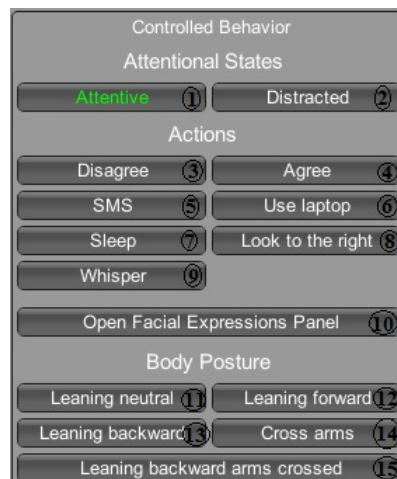 Controlled Behavior
Attentional States
Attentive 1 Distracted 2
Actions
Disagree 3 Agree 4
SMS 5 Use laptop 6
Sleep 7 Look to the right 8
Whisper 9
Open Facial Expressions Panel 10
Body Posture
Leaning neutral 11 Leaning forward 12
Leaning backward 13 Cross arms 14
Leaning backward arms crossed 15